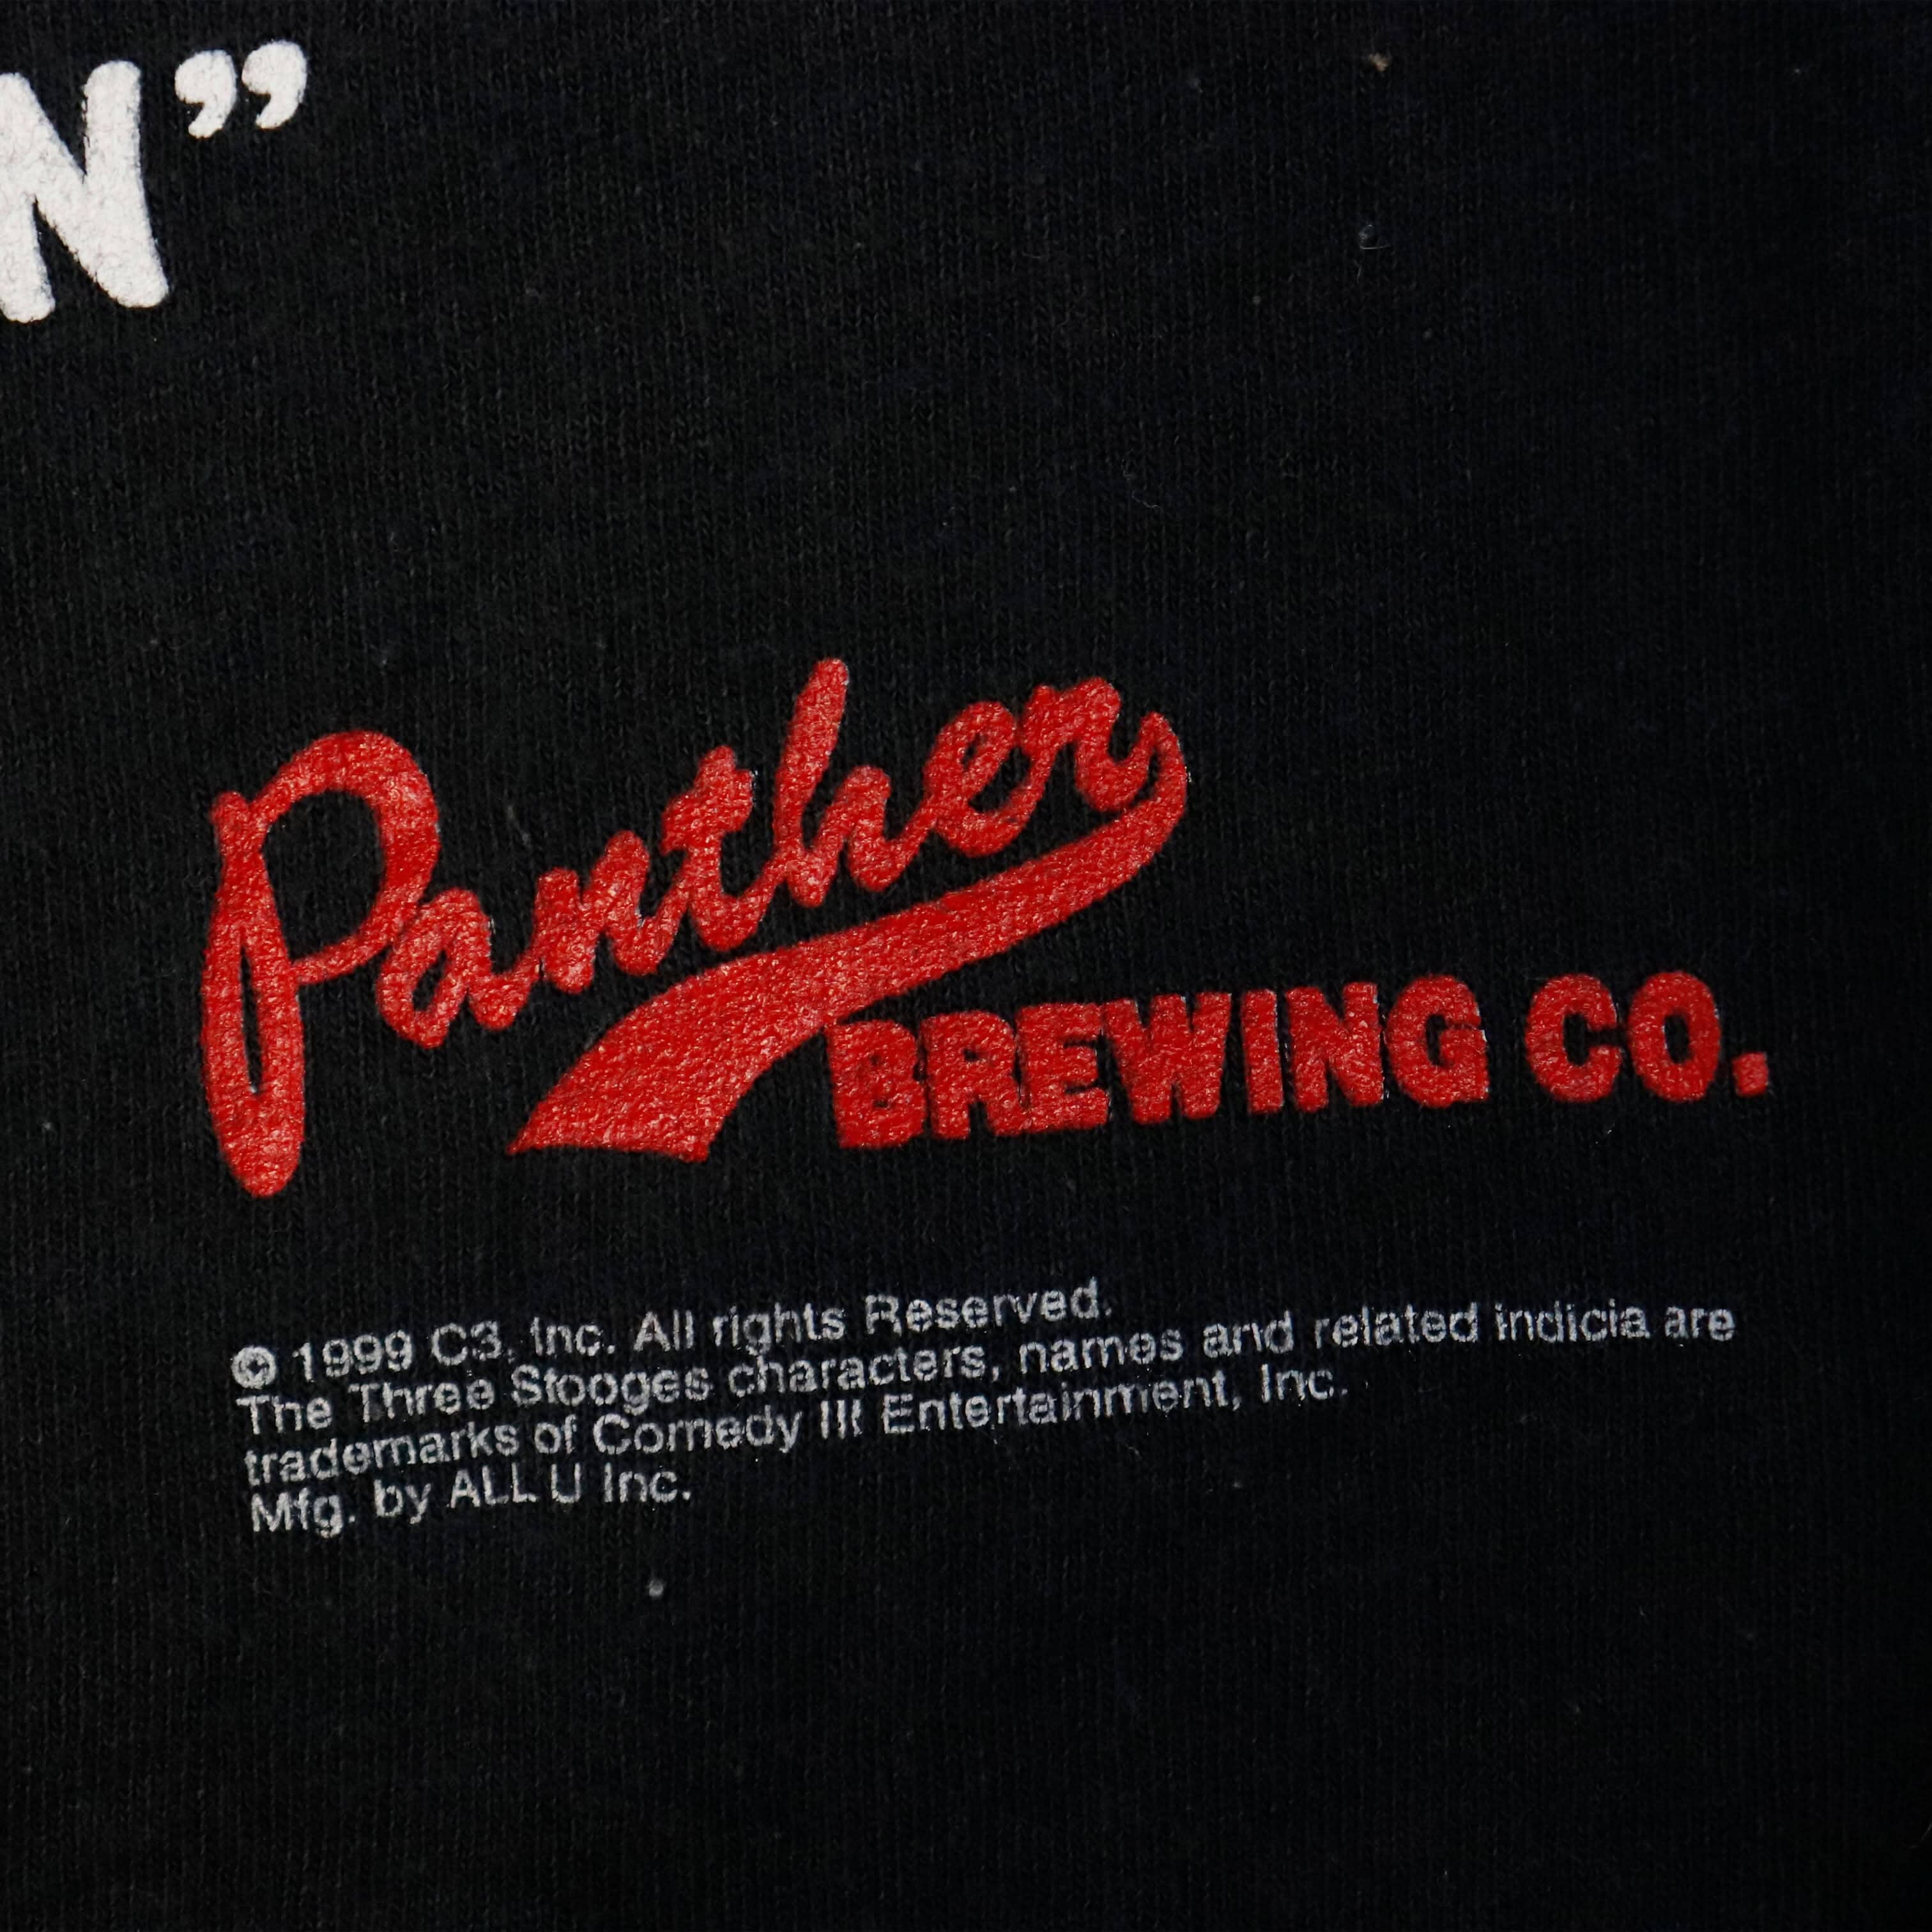 N”
Panther
BREWING CO.
© 1999 C3, Inc. All rights Reserved.
The Three Stooges characters, names and related indicia are
trademarks of Comedy III Entertainment, Inc.
Mfg. by ALL U Inc.